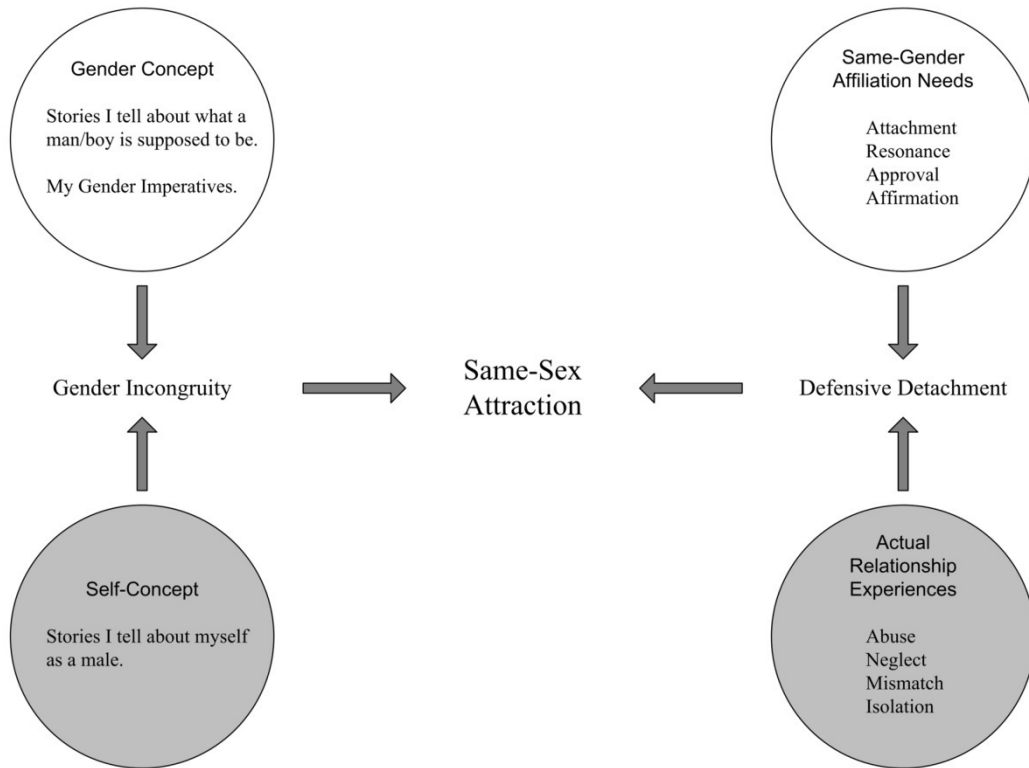 Gender Concept
Stories I tell about what a
man/boy is supposed to be.
My Gender Imperatives.
Same-Gender
Affiliation Needs
Attachment
Resonance
Approval
Affirmation
Gender Incongruity
Same-Sex
Attraction
Defensive Detachment
Self-Concept
Stories I tell about myself
as a male.
Actual
Relationship
Experiences
Abuse
Neglect
Mismatch
Isolation